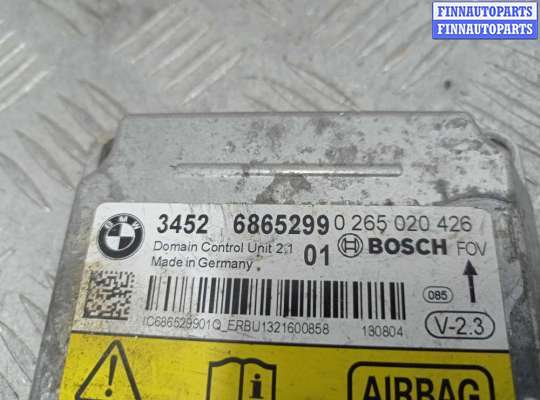 FINNAUTOPARTS
FINNAUTOPARTS
BMW
3452 6865299 0 265 020 426
Domain Control Unit 2.1 01 BOSCH FOV
Made in Germany
085
IC686529901Q_ERBU1321600858 130804
V-2.3
i
AIRBAG